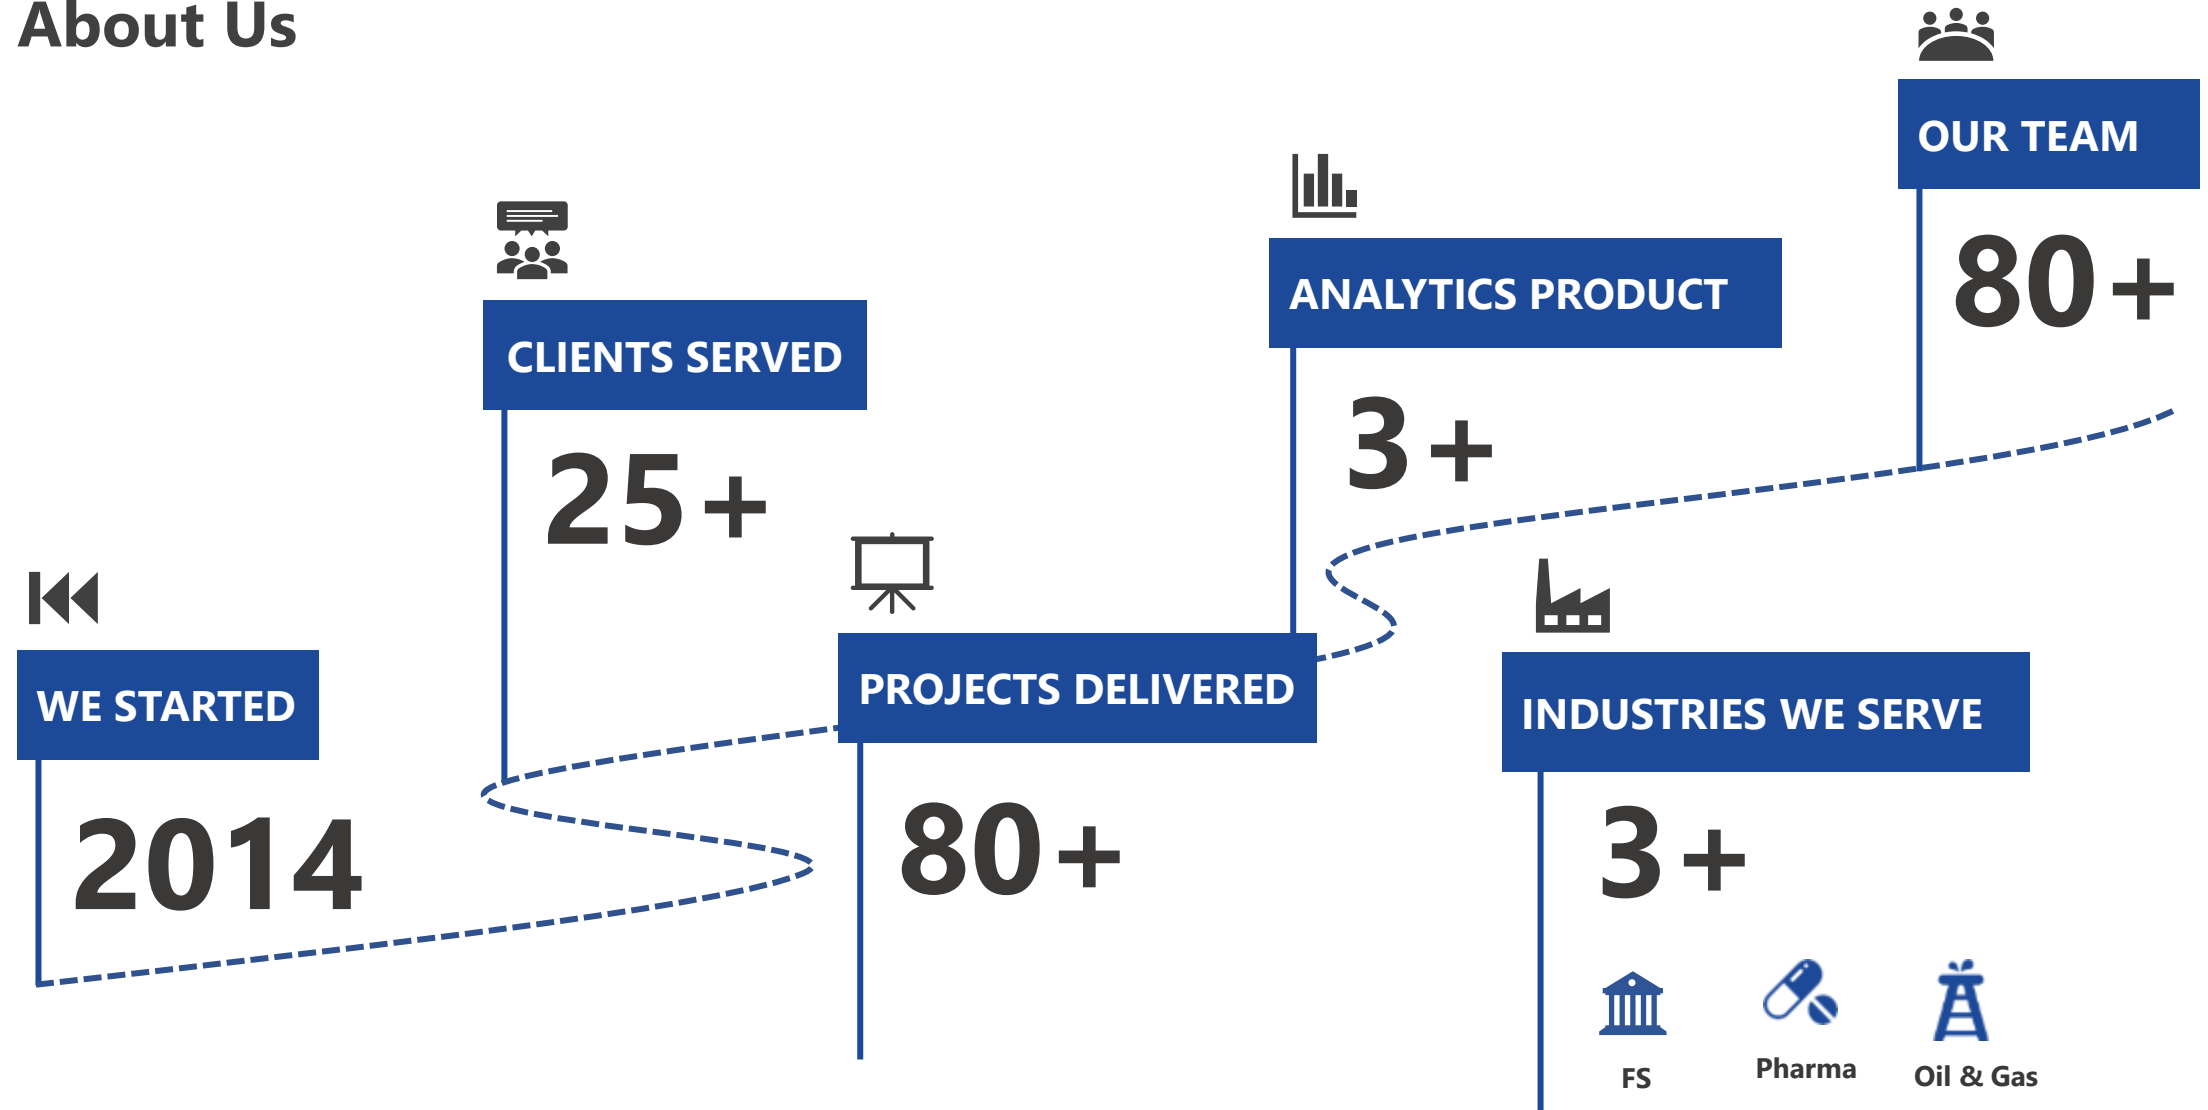 About Us
OUR TEAM
80+
ANALYTICS PRODUCT
3+
CLIENTS SERVED
25+
PROJECTS DELIVERED
80+
WE STARTED
2014
INDUSTRIES WE SERVE
3+
FS
Pharma
Oil & Gas